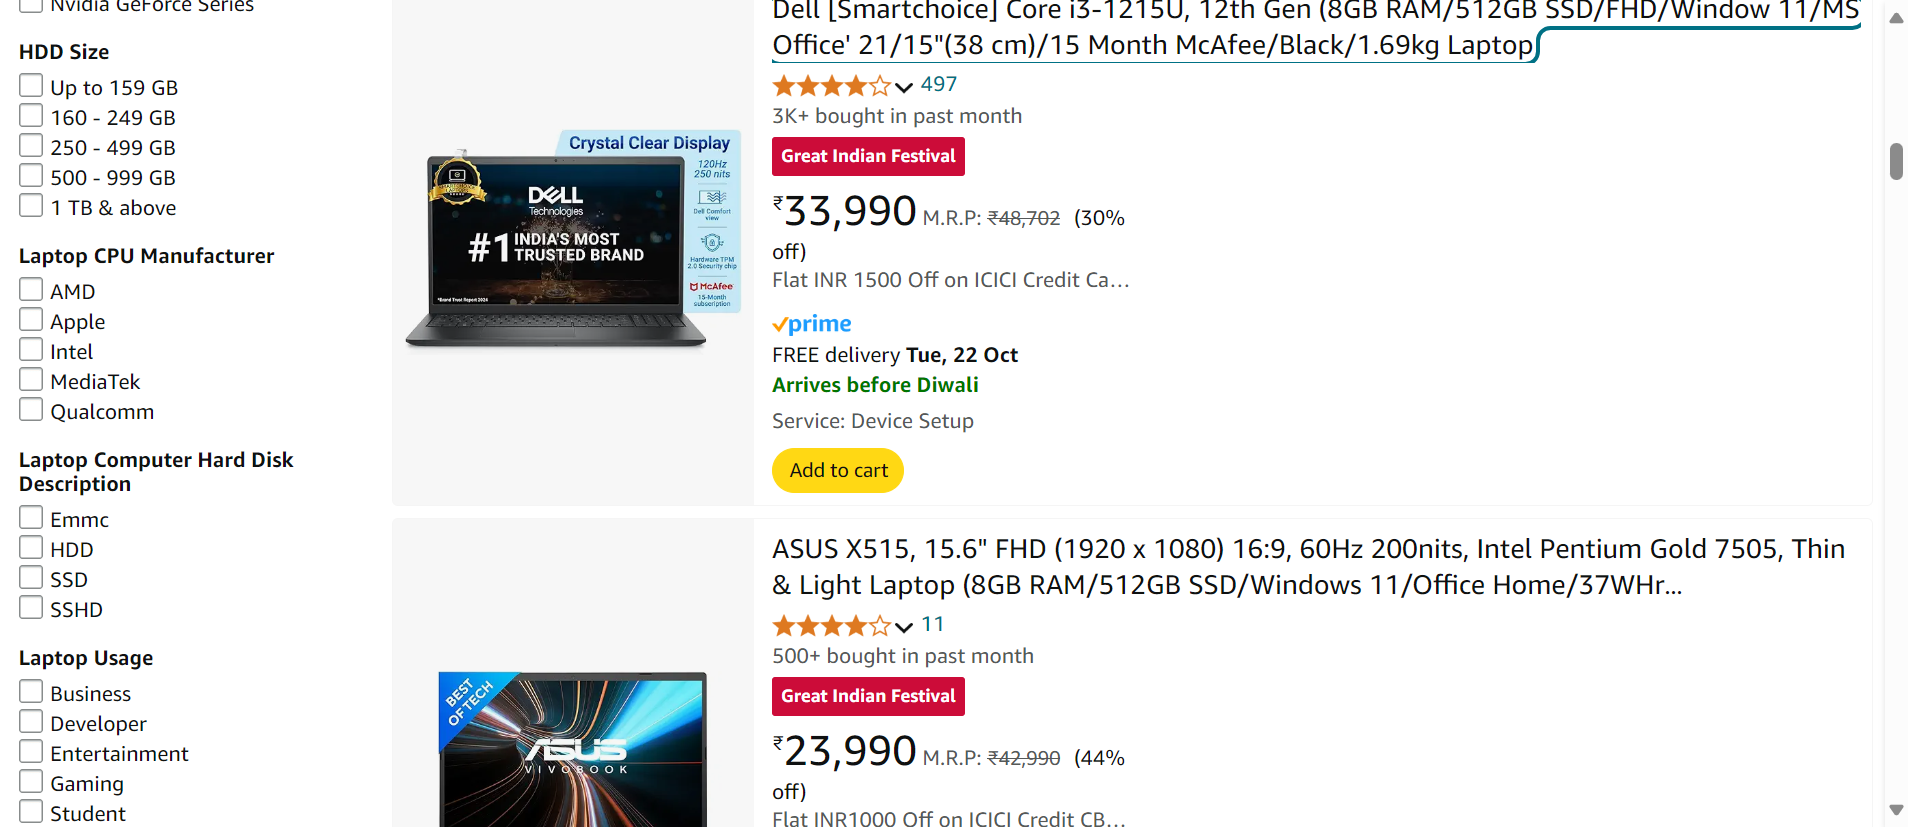 Nvidia GeForce Series
HDD Size
Up to 159 GB
160 - 249 GB
250 - 499 GB
500 - 999 GB
1 TB & above
Laptop CPU Manufacturer
AMD
Apple
Intel
MediaTek
Qualcomm
Laptop Computer Hard Disk
Description
Emmc
HDD
SSD
SSHD
Laptop Usage
Business
Developer
Entertainment
Gaming
Student
Crystal Clear Display
120Hz
250 nits
Dell Comfort
view
Hardware TPM
2.0 Security chip
McAfee
15-Month
subscription
DELL
Technologies
#1 INDIA'S MOST
TRUSTED BRAND
*Brand Trust Report 2024
Dell [Smartchoice] Core i3-1215U, 12th Gen (8GB RAM/512GB SSD/FHD/Window 11/MS
Office' 21/15"(38 cm)/15 Month McAfee/Black/1.69kg Laptop
497
3K+ bought in past month
Great Indian Festival
₹33,990 M.R.P: ₹48,702 (30%
off)
Flat INR 1500 Off on ICICI Credit Ca…
prime
FREE delivery Tue, 22 Oct
Arrives before Diwali
Service: Device Setup
Add to cart
BEST
OF TECH
ASUS
VIVOBOOK
ASUS X515, 15.6" FHD (1920 x 1080) 16:9, 60Hz 200nits, Intel Pentium Gold 7505, Thin
& Light Laptop (8GB RAM/512GB SSD/Windows 11/Office Home/37WHr...
11
500+ bought in past month
Great Indian Festival
₹23,990 M.R.P: ₹42,990 (44%
off)
Flat INR1000 Off on ICICI Credit CB…